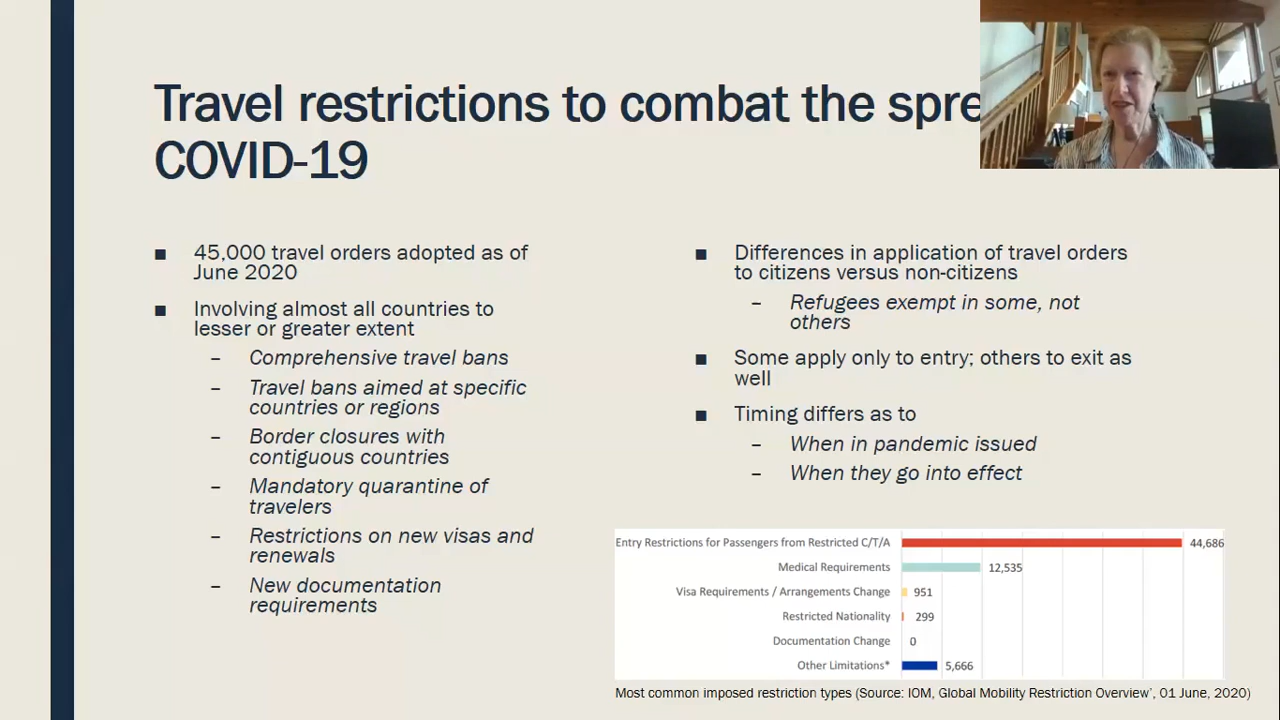 Travel restrictions to combat the spre
COVID-19
■ 45,000 travel orders adopted as of
June 2020
■ Involving almost all countries to
lesser or greater extent
– Comprehensive travel bans
– Travel bans aimed at specific
countries or regions
– Border closures with
contiguous countries
– Mandatory quarantine of
travelers
– Restrictions on new visas and
renewals
– New documentation
requirements
■ Differences in application of travel orders
to citizens versus non-citizens
– Refugees exempt in some, not
others
■ Some apply only to entry; others to exit as
well
■ Timing differs as to
– When in pandemic issued
– When they go into effect
Entry Restrictions for Passengers from Restricted C/T/A 44,686
Medical Requirements 12,535
Visa Requirements / Arrangements Change 951
Restricted Nationality 299
Documentation Change 0
Other Limitations* 5,666
Most common imposed restriction types (Source: IOM, Global Mobility Restriction Overview’, 01 June, 2020)